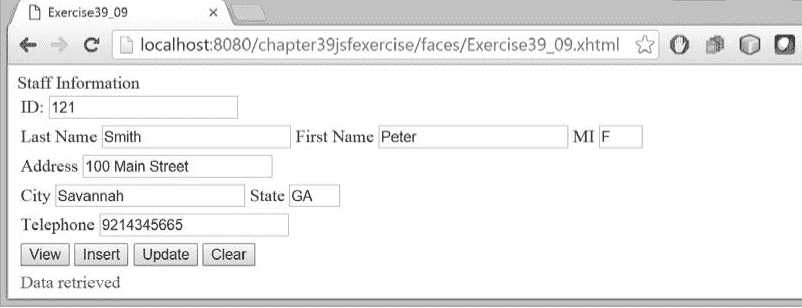 Exercise39_09
localhost:8080/chapter39jsfexercise/faces/Exercise39_09.xhtml
Staff Information
ID: 121
Last Name Smith First Name Peter MI F
Address 100 Main Street
City Savannah State GA
Telephone 9214345665
View Insert Update Clear
Data retrieved